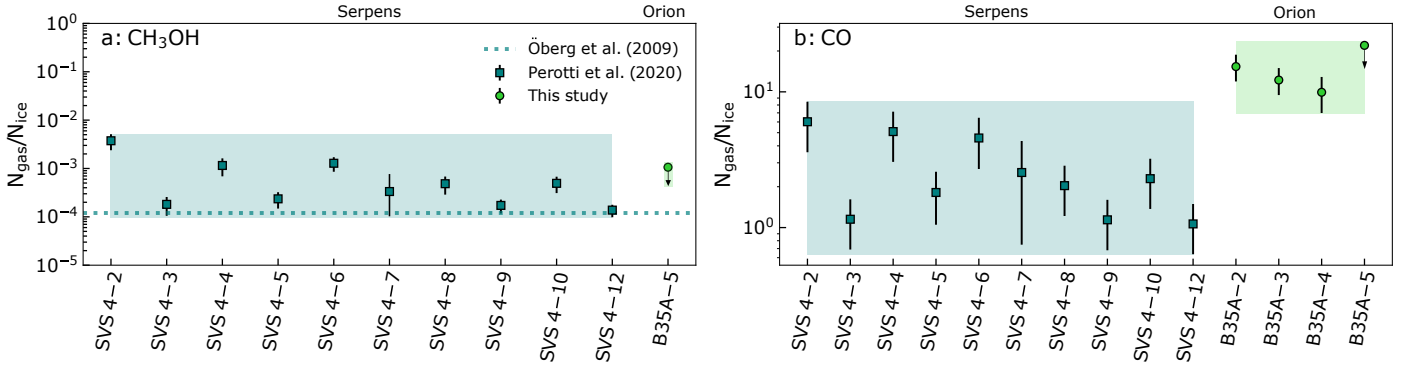 Serpens
Orion
a: CH₃OH
Öberg et al. (2009)
Perotti et al. (2020)
This study
N_gas/N_ice
10⁰
10⁻¹
10⁻²
10⁻³
10⁻⁴
10⁻⁵
SVS 4−2
SVS 4−3
SVS 4−4
SVS 4−5
SVS 4−6
SVS 4−7
SVS 4−8
SVS 4−9
SVS 4−10
SVS 4−12
B35A−5
Serpens
Orion
b: CO
N_gas/N_ice
10¹
10⁰
SVS 4−2
SVS 4−3
SVS 4−4
SVS 4−5
SVS 4−6
SVS 4−7
SVS 4−8
SVS 4−9
SVS 4−10
SVS 4−12
B35A−2
B35A−3
B35A−4
B35A−5